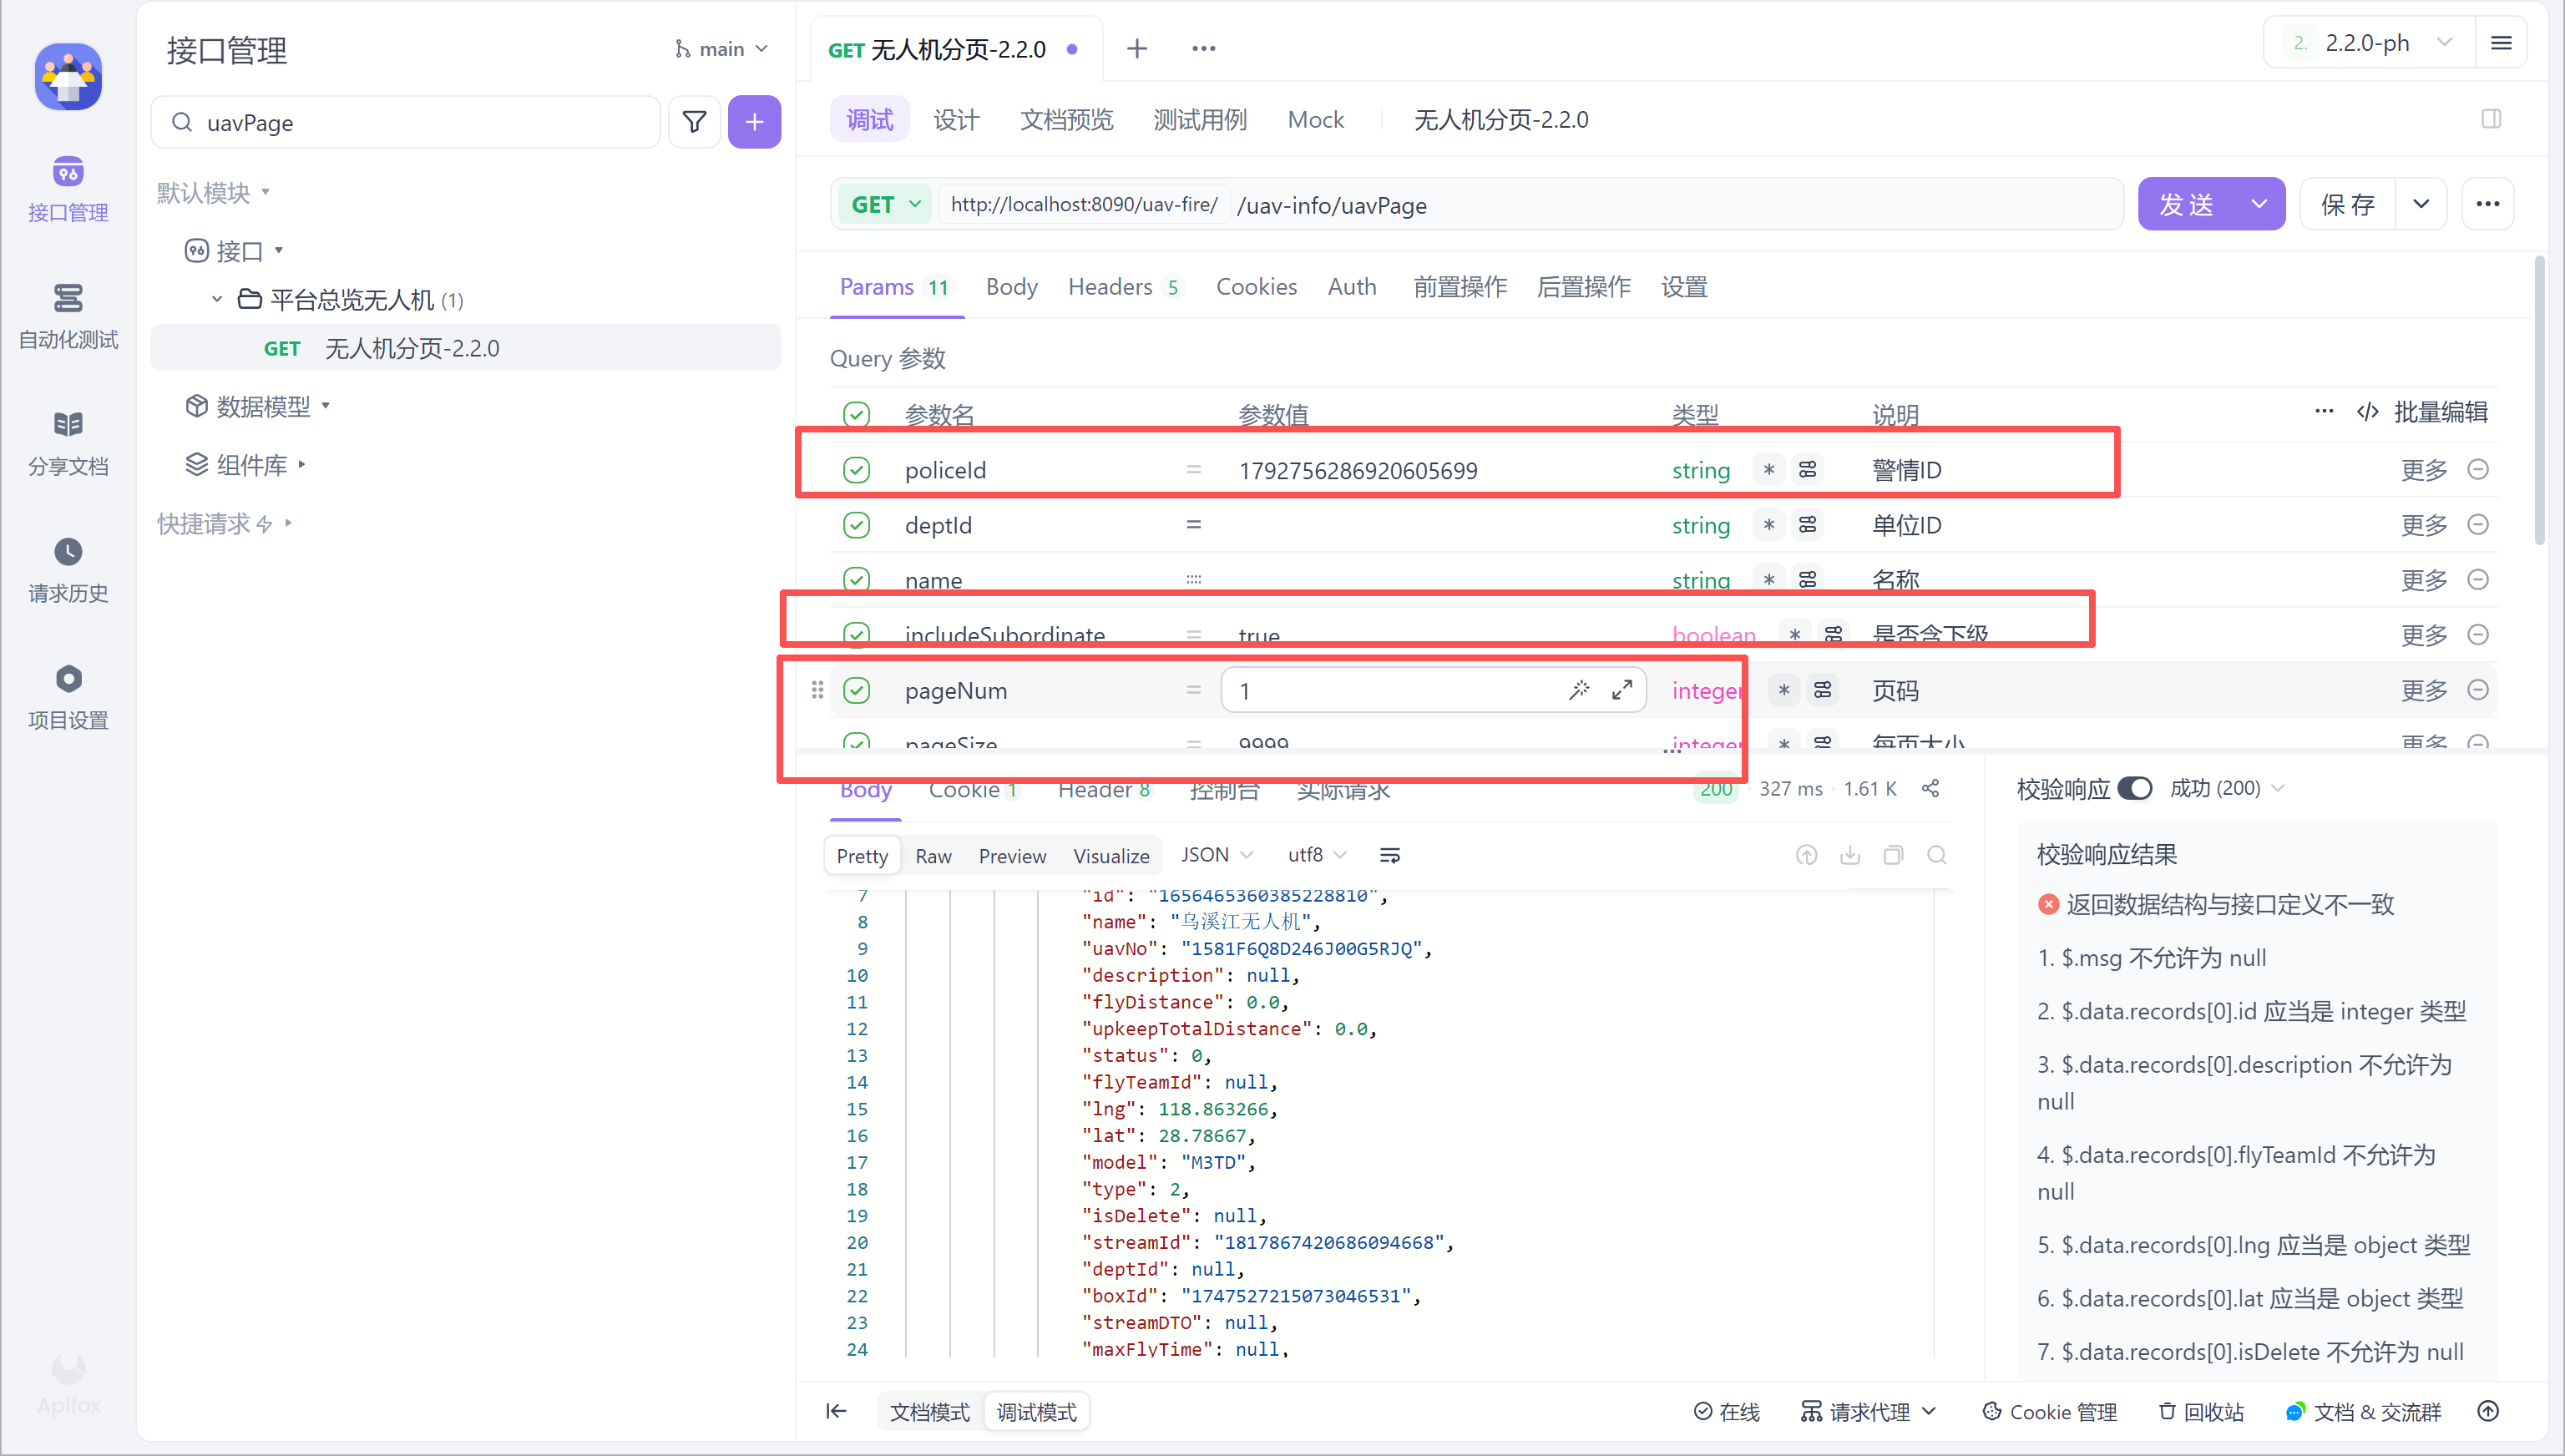 接口管理
main
GET 无人机分页-2.2.0
2. 2.2.0-ph
uavPage
调试 设计 文档预览 测试用例 Mock 无人机分页-2.2.0
接口管理
自动化测试
分享文档
请求历史
项目设置
Apifox
默认模块
接口
平台总览无人机 (1)
GET 无人机分页-2.2.0
数据模型
组件库
快捷请求
GET http://localhost:8090/uav-fire/ /uav-info/uavPage 发送 保存
Params 11 Body Headers 5 Cookies Auth 前置操作 后置操作 设置
Query 参数
参数名 参数值 类型 说明 批量编辑
policeId = 1792756286920605699 string * 警情ID 更多
deptId = string * 单位ID 更多
name string * 名称 更多
includeSubordinate = true boolean * 是否含下级 更多
pageNum = 1 integer * 页码 更多
pageSize = 9999 integer * 每页大小 更多
Body Cookie 1 Header 8 控制台 实际请求 200 327 ms 1.61 K
Pretty Raw Preview Visualize JSON utf8
7 "id": "1656465360385228810",
8 "name": "乌溪江无人机",
9 "uavNo": "1581F6Q8D246J00G5RJQ",
10 "description": null,
11 "flyDistance": 0.0,
12 "upkeepTotalDistance": 0.0,
13 "status": 0,
14 "flyTeamId": null,
15 "lng": 118.863266,
16 "lat": 28.78667,
17 "model": "M3TD",
18 "type": 2,
19 "isDelete": null,
20 "streamId": "1817867420686094668",
21 "deptId": null,
22 "boxId": "1747527215073046531",
23 "streamDTO": null,
24 "maxFlyTime": null,
校验响应 成功 (200)
校验响应结果
返回数据结构与接口定义不一致
1. $.msg 不允许为 null
2. $.data.records[0].id 应当是 integer 类型
3. $.data.records[0].description 不允许为
null
4. $.data.records[0].flyTeamId 不允许为
null
5. $.data.records[0].lng 应当是 object 类型
6. $.data.records[0].lat 应当是 object 类型
7. $.data.records[0].isDelete 不允许为 null
文档模式 调试模式 在线 请求代理 Cookie 管理 回收站 文档 & 交流群